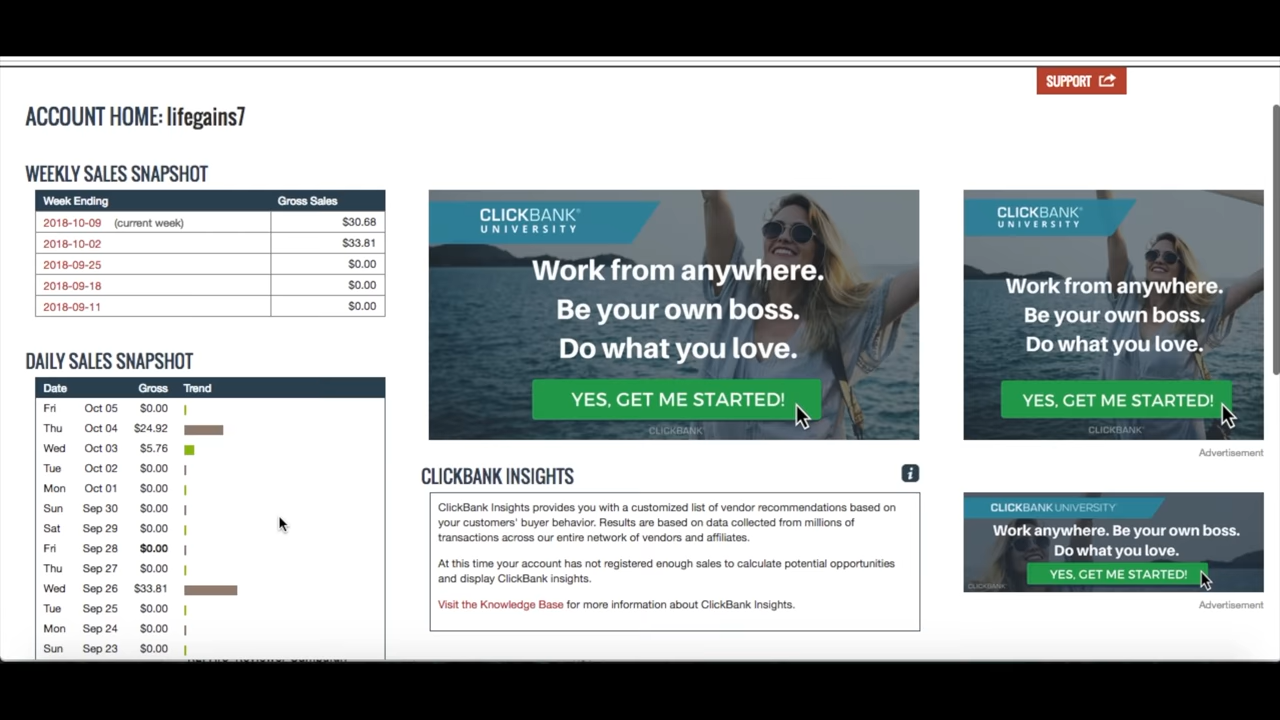 SUPPORT
ACCOUNT HOME: lifegains7
WEEKLY SALES SNAPSHOT
Week Ending Gross Sales
2018-10-09 (current week) $30.68
2018-10-02 $33.81
2018-09-25 $0.00
2018-09-18 $0.00
2018-09-11 $0.00
DAILY SALES SNAPSHOT
Date Gross Trend
Fri Oct 05 $0.00
Thu Oct 04 $24.92
Wed Oct 03 $5.76
Tue Oct 02 $0.00
Mon Oct 01 $0.00
Sun Sep 30 $0.00
Sat Sep 29 $0.00
Fri Sep 28 $0.00
Thu Sep 27 $0.00
Wed Sep 26 $33.81
Tue Sep 25 $0.00
Mon Sep 24 $0.00
Sun Sep 23 $0.00
CLICKBANK®
UNIVERSITY
Work from anywhere.
Be your own boss.
Do what you love.
YES, GET ME STARTED!
CLICKBANK
CLICKBANK INSIGHTS
ClickBank Insights provides you with a customized list of vendor recommendations based on
your customers' buyer behavior. Results are based on data collected from millions of
transactions across our entire network of vendors and affiliates.
At this time your account has not registered enough sales to calculate potential opportunities
and display ClickBank insights.
Visit the Knowledge Base for more information about ClickBank Insights.
CLICKBANK®
UNIVERSITY
Work from anywhere.
Be your own boss.
Do what you love.
YES, GET ME STARTED!
CLICKBANK
Advertisement
CLICKBANK UNIVERSITY
Work anywhere. Be your own boss.
Do what you love.
YES, GET ME STARTED!
CLICKBANK
Advertisement